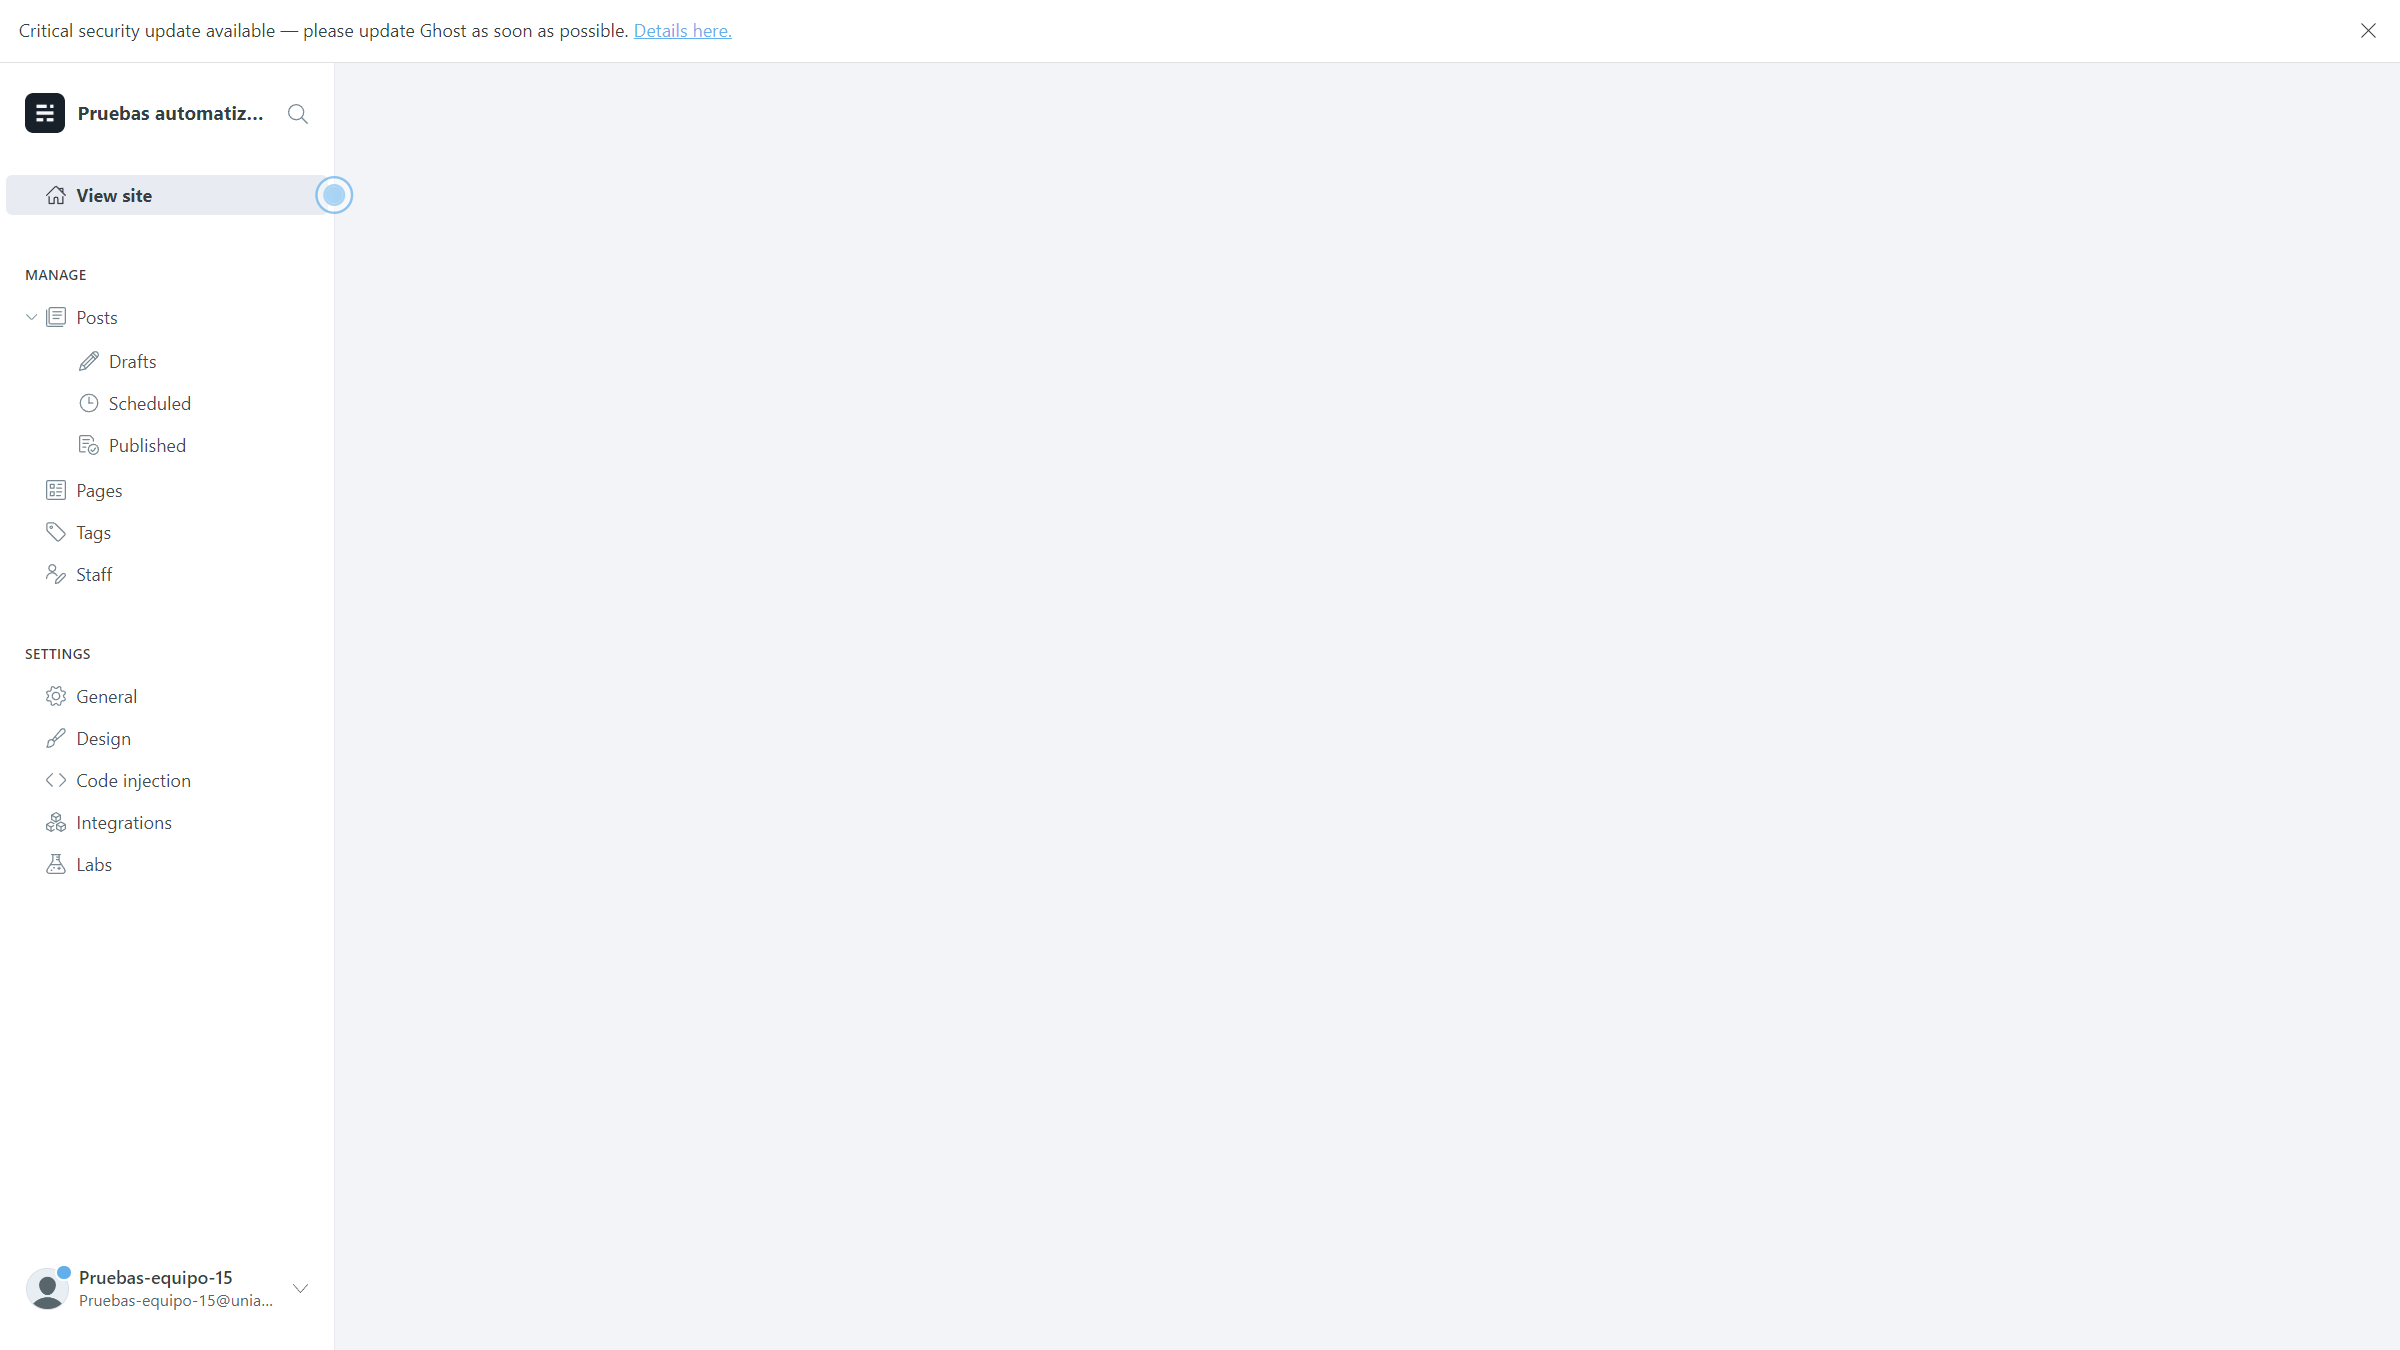 Critical security update available — please update Ghost as soon as possible. Details here.
Pruebas automatiz...
View site
MANAGE
Posts
Drafts
Scheduled
Published
Pages
Tags
Staff
SETTINGS
General
Design
Code injection
Integrations
Labs
Pruebas-equipo-15
Pruebas-equipo-15@unia...